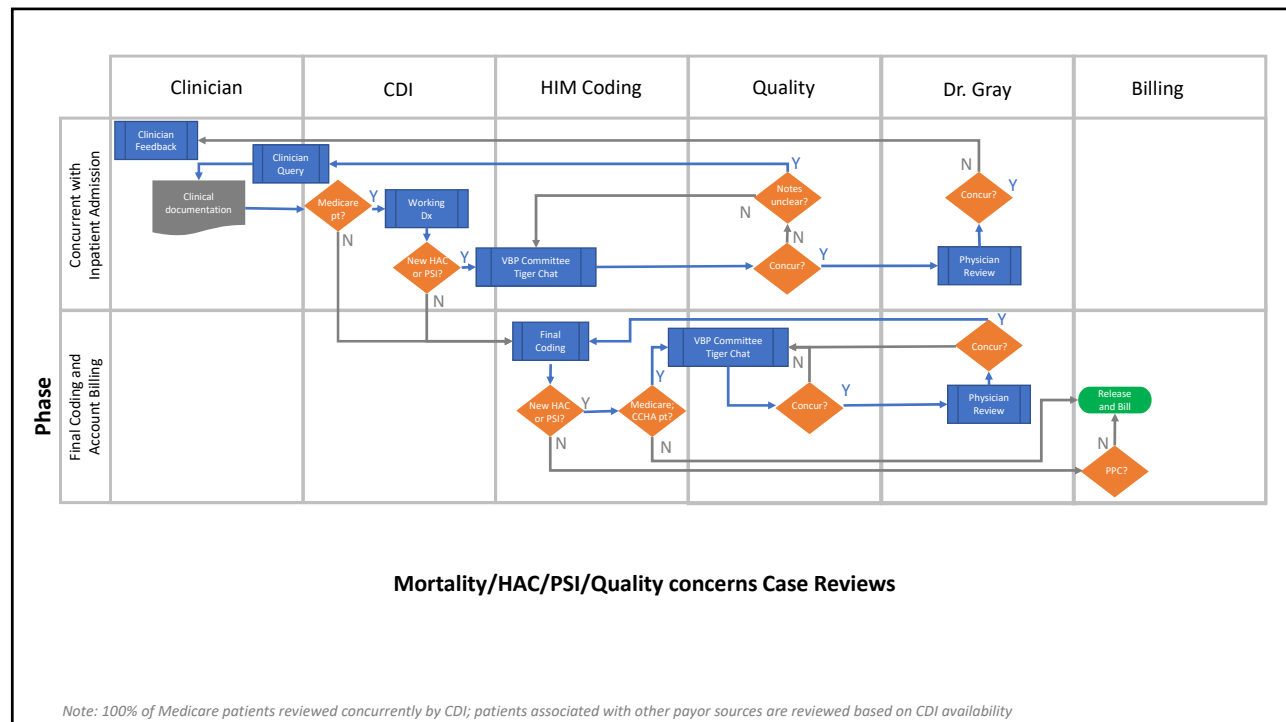 Clinician
CDI
HIM Coding
Quality
Dr. Gray
Billing
Phase
Concurrent with
Inpatient Admission
Clinician
Feedback
Clinician
Query
Clinical
documentation
Medicare
pt?
Y
N
Working
Dx
New HAC
or PSI?
Y
N
VBP Committee
Tiger Chat
Y
Notes
unclear?
N
N
Concur?
Y
N
Concur?
Y
Physician
Review
Final Coding and
Account Billing
Final
Coding
New HAC
or PSI?
Y
N
Medicare,
CCHA pt?
Y
N
VBP Committee
Tiger Chat
N
Concur?
Y
Y
Concur?
Physician
Review
Release
and Bill
N
PPC?
Mortality/HAC/PSI/Quality concerns Case Reviews
Note: 100% of Medicare patients reviewed concurrently by CDI; patients associated with other payor sources are reviewed based on CDI availability